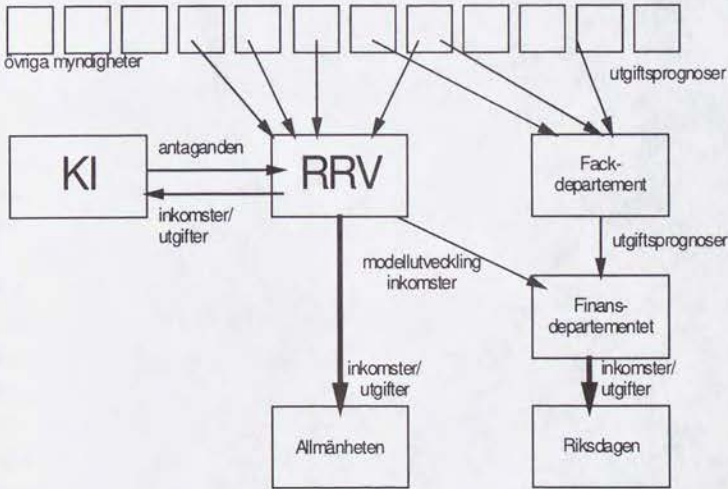 övriga myndigheter
utgiftsprognoser
KI
antaganden
RRV
Fack-
departement
inkomster/
utgifter
utgiftsprognoser
modellutveckling
inkomster
Finans-
departementet
inkomster/
utgifter
inkomster/
utgifter
Allmänheten
Riksdagen